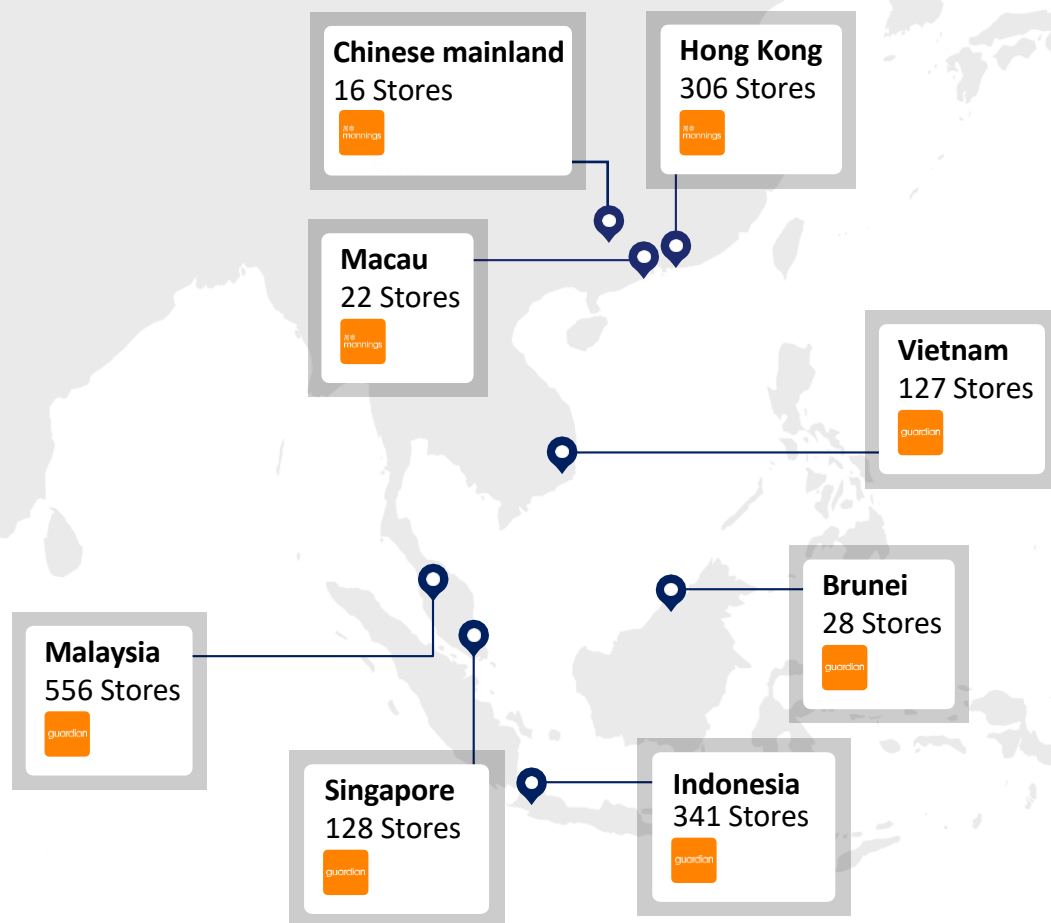 Chinese mainland
16 Stores
mannings
Hong Kong
306 Stores
mannings
Macau
22 Stores
mannings
Vietnam
127 Stores
guardian
Brunei
28 Stores
guardian
Malaysia
556 Stores
guardian
Singapore
128 Stores
guardian
Indonesia
341 Stores
guardian